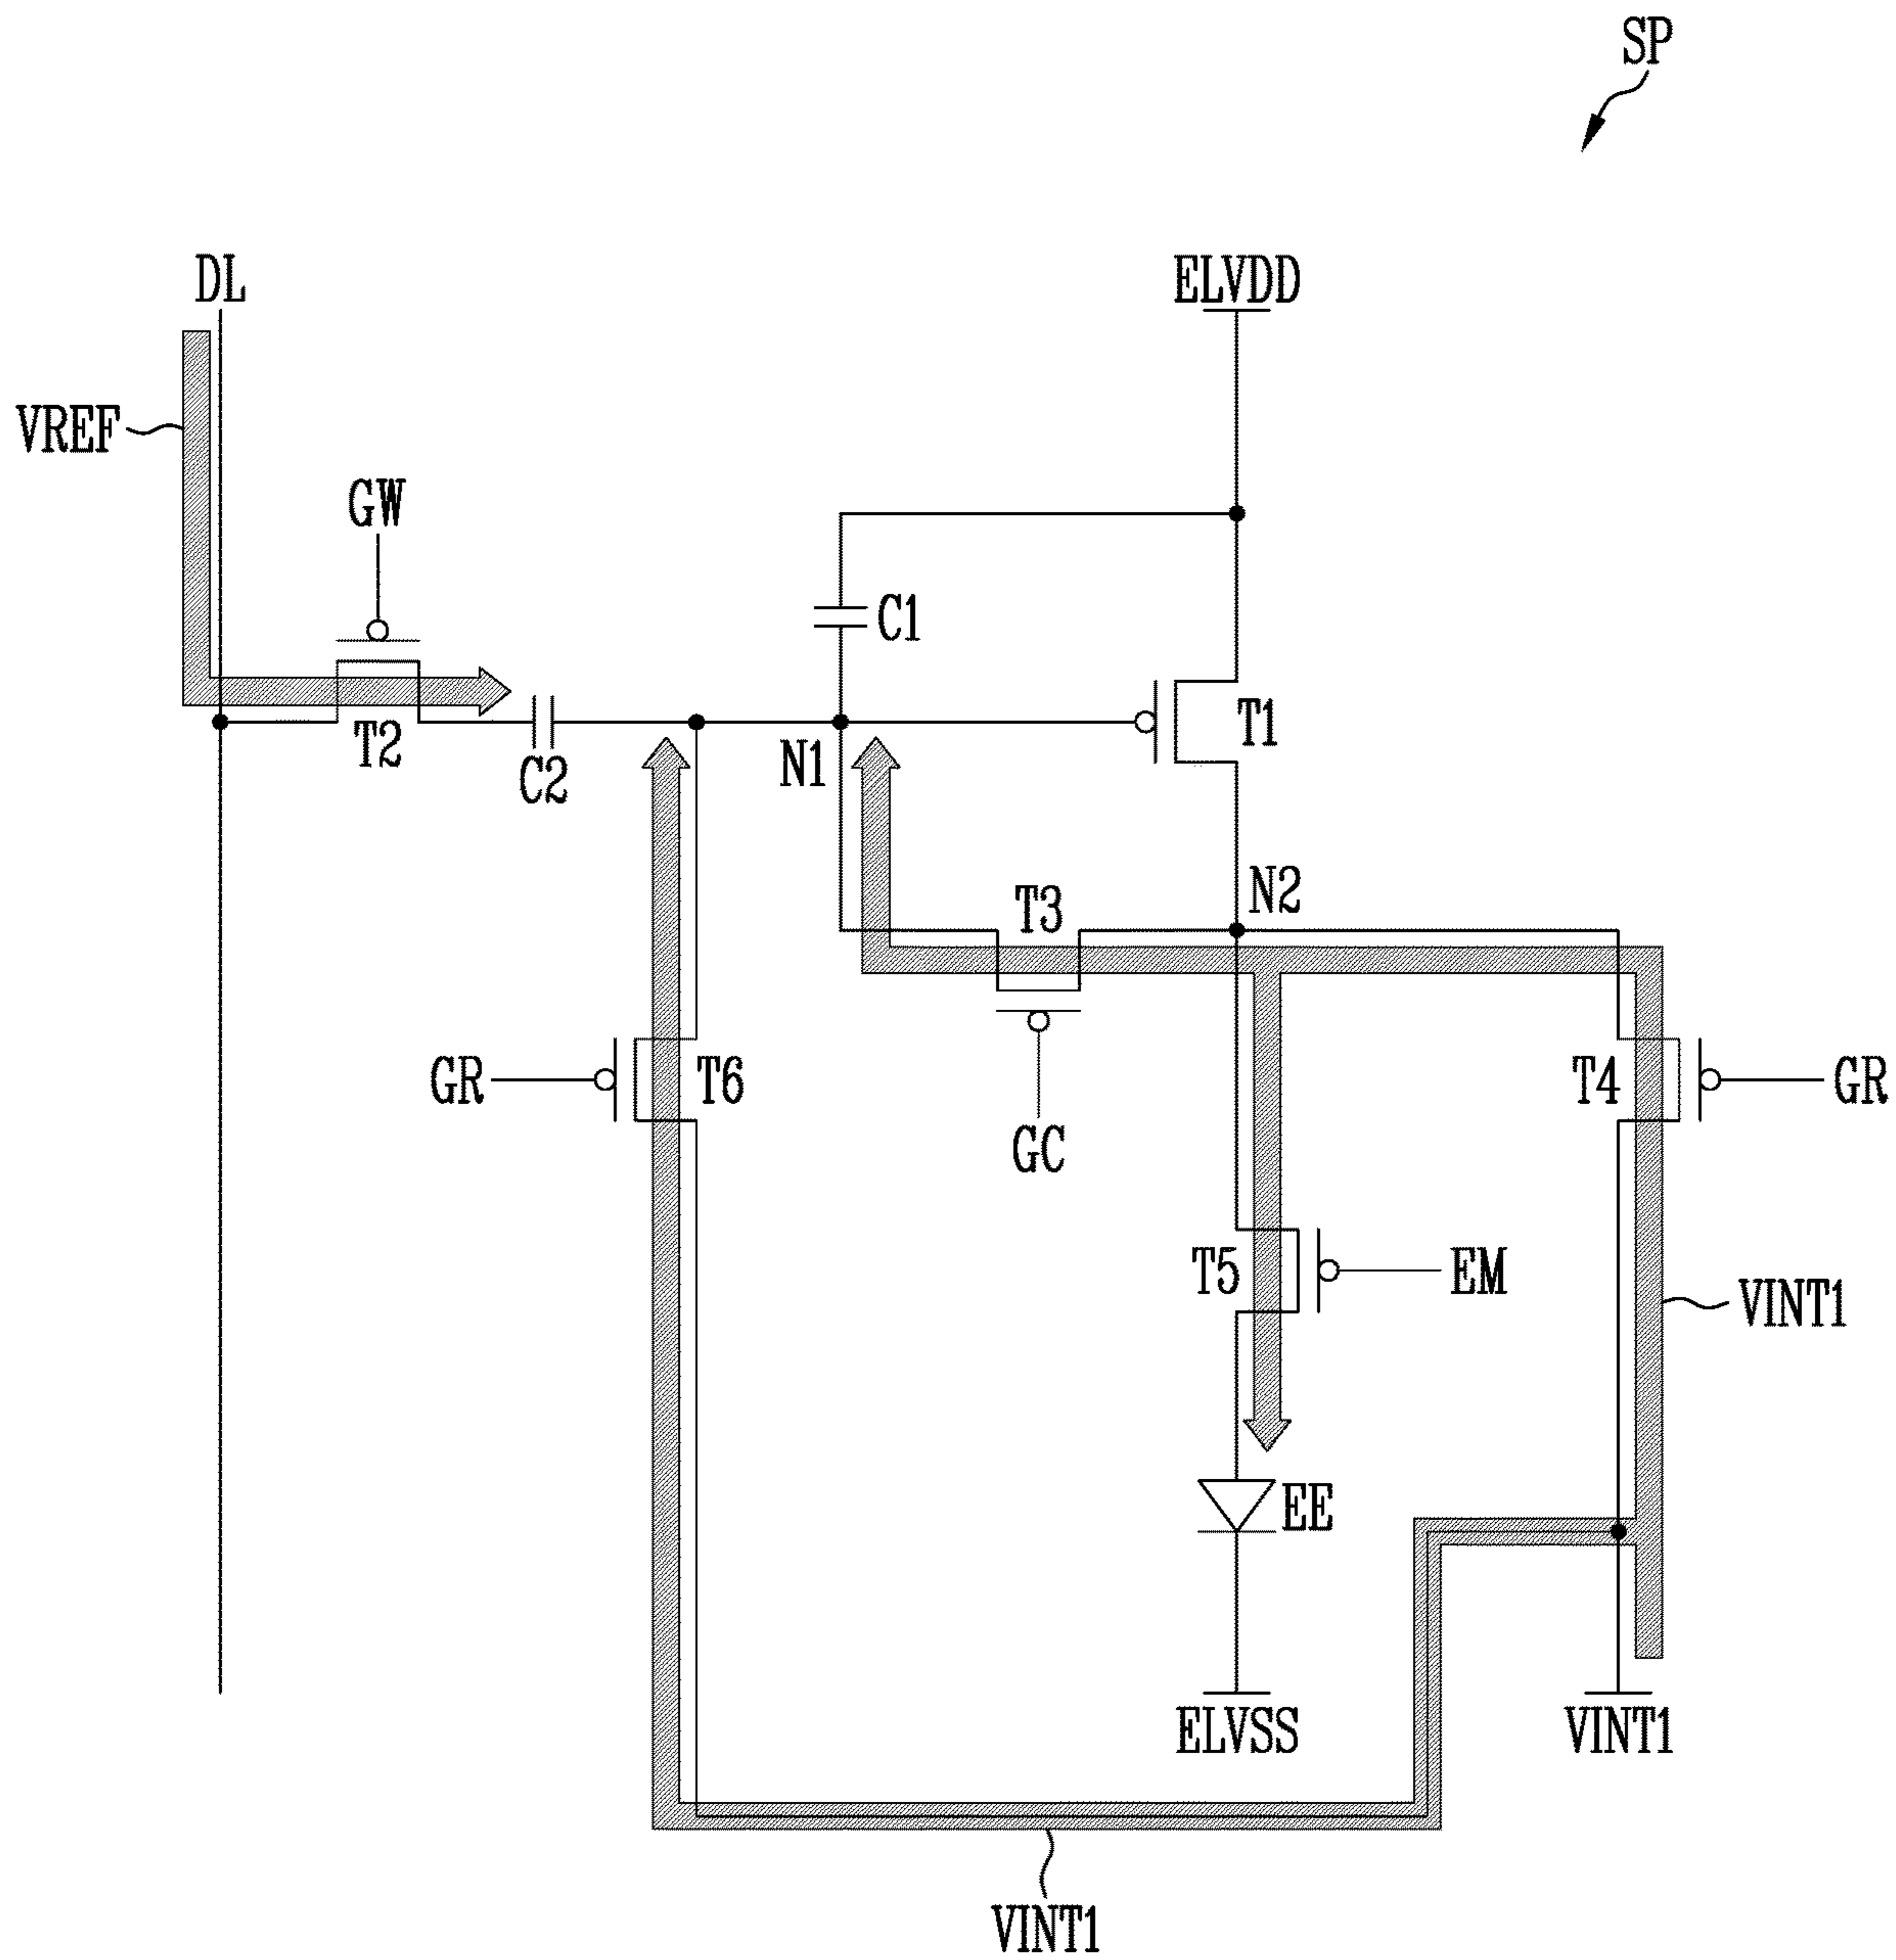 SP
DL
ELVDD
VREF
GW
C1
T1
T2
N1
C2
N2
T3
GR
T6
T4
GR
GC
T5
EM
VINT1
EE
ELVSS
VINT1
VINT1